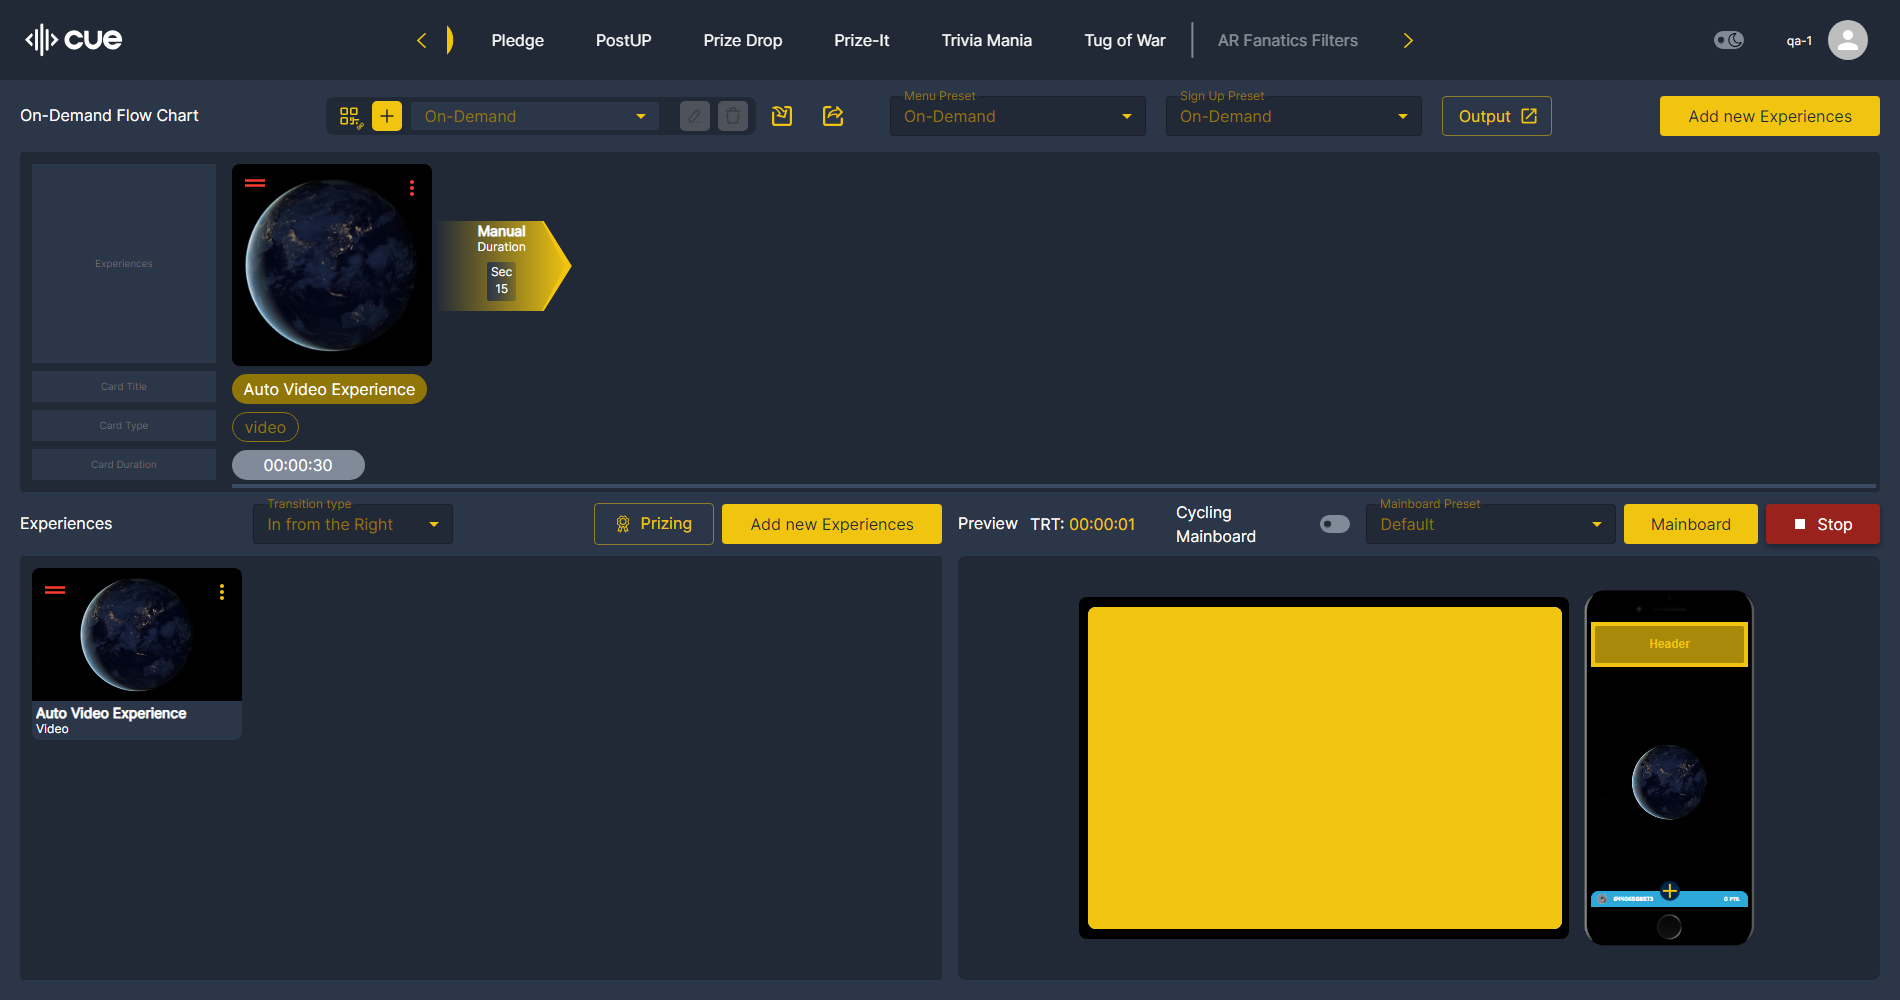 cue
Pledge
PostUP
Prize Drop
Prize-It
Trivia Mania
Tug of War
AR Fanatics Filters
qa-1
On-Demand Flow Chart
On-Demand
Menu Preset
On-Demand
Sign Up Preset
On-Demand
Output
Add new Experiences
Experiences
Manual
Duration
Sec
15
Card Title
Auto Video Experience
Card Type
video
Card Duration
00:00:30
Experiences
Transition type
In from the Right
Prizing
Add new Experiences
Preview
TRT: 00:00:01
Cycling
Mainboard
Mainboard Preset
Default
Mainboard
Stop
Auto Video Experience
Video
Header
0 PTS.